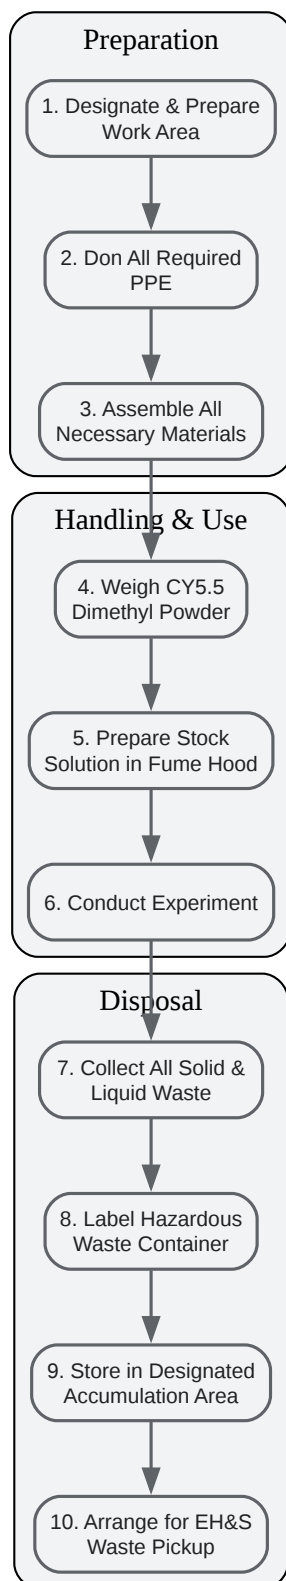 Preparation
1. Designate & Prepare
Work Area
2. Don All Required
PPE
3. Assemble All
Necessary Materials
Handling & Use
4. Weigh CY5.5
Dimethyl Powder
5. Prepare Stock
Solution in Fume Hood
6. Conduct Experiment
Disposal
7. Collect All Solid &
Liquid Waste
8. Label Hazardous
Waste Container
9. Store in Designated
Accumulation Area
10. Arrange for EH&S
Waste Pickup